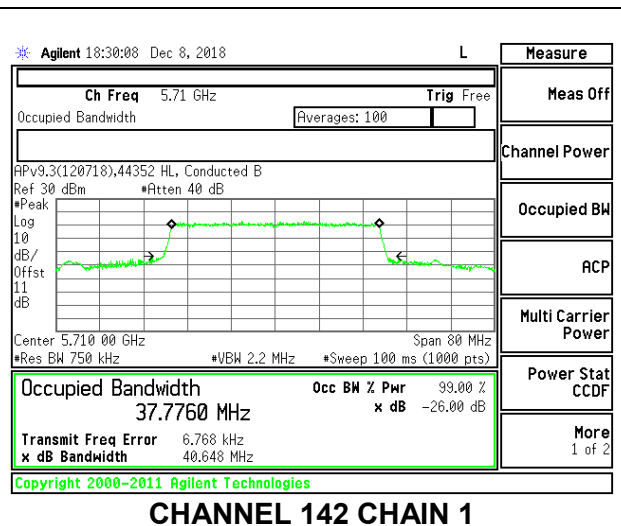 Agilent 18:30:08 Dec 8, 2018 L Measure
Ch Freq 5.71 GHz Trig Free
Meas Off
Occupied Bandwidth Averages: 100
Channel Power
APv9.3(120718),44352 HL, Conducted B
Ref 30 dBm #Atten 40 dB
#Peak
Log
10
dB/
Offst
11
dB
Occupied BW
ACP
Multi Carrier
Power
Center 5.710 00 GHz Span 80 MHz
#Res BW 750 kHz #VBW 2.2 MHz #Sweep 100 ms (1000 pts)
Power Stat
CCDF
Occupied Bandwidth Occ BW % Pwr 99.00 %
37.7760 MHz x dB -26.00 dB
Transmit Freq Error 6.768 kHz
x dB Bandwidth 40.648 MHz
More
1 of 2
Copyright 2000-2011 Agilent Technologies
CHANNEL 142 CHAIN 1